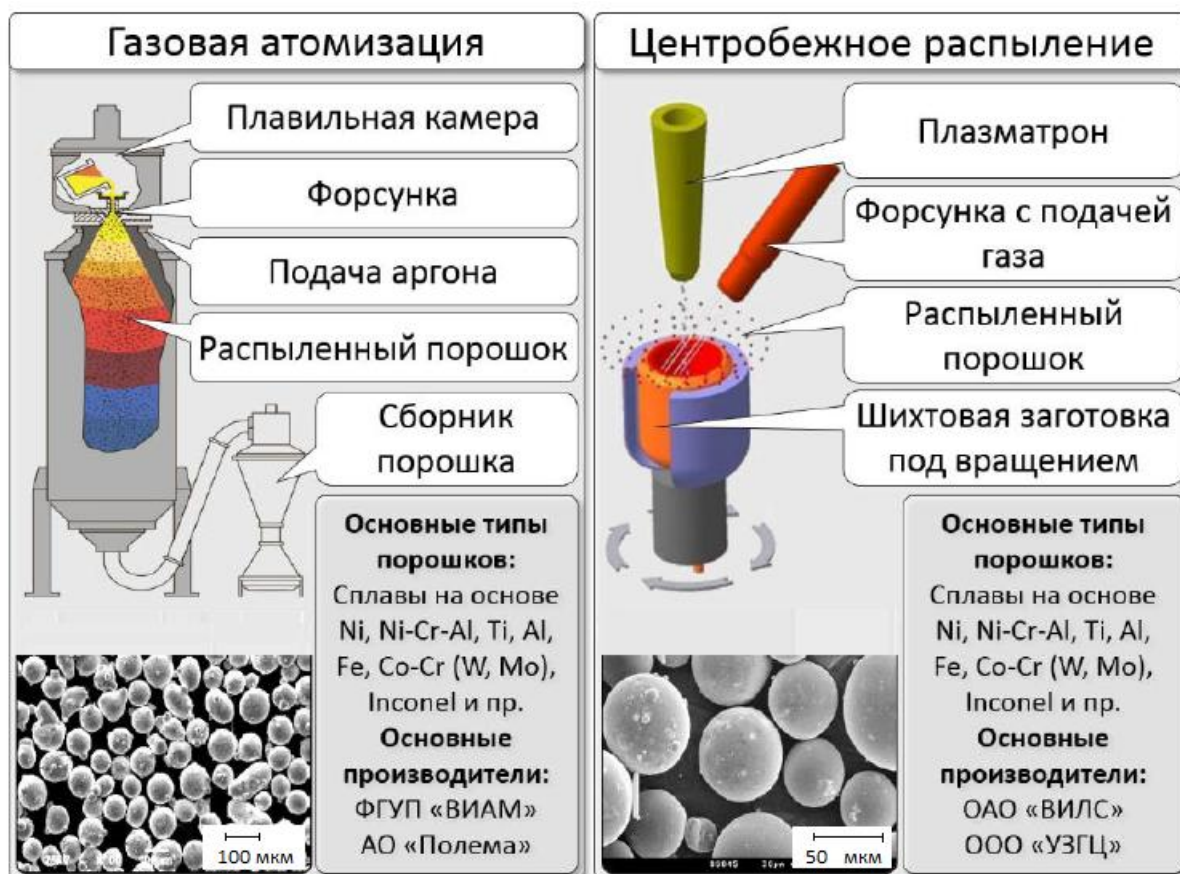 Газовая атомизация
Плавильная камера
Форсунка
Подача аргона
Распыленный порошок
Сборник
порошка
Основные типы
порошков:
Сплавы на основе
Ni, Ni-Cr-Al, Ti, Al,
Fe, Co-Cr (W, Mo),
Inconel и пр.
Основные
производители:
ФГУП «ВИАМ»
АО «Полема»
100 мкм
Центробежное распыление
Плазматрон
Форсунка с подачей
газа
Распыленный
порошок
Шихтовая заготовка
под вращением
Основные типы
порошков:
Сплавы на основе
Ni, Ni-Cr-Al, Ti, Al,
Fe, Co-Cr (W, Mo),
Inconel и пр.
Основные
производители:
ОАО «ВИЛС»
ООО «УЗГЦ»
50 мкм